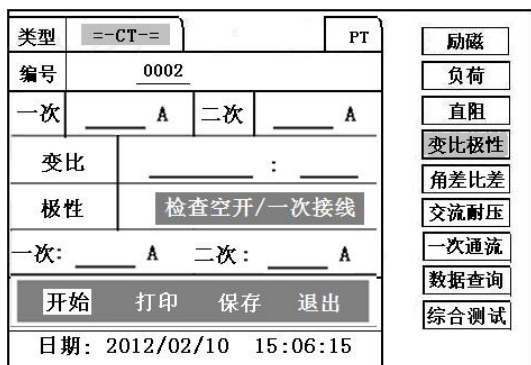 类型 =-CT-= PT
编号 0002
一次 A 二次 A
变比 :
极性 检查空开/一次接线
一次: A 二次: A
开始 打印 保存 退出
日期: 2012/02/10 15:06:15
励磁
负荷
直阻
变比极性
角差比差
交流耐压
一次通流
数据查询
综合测试